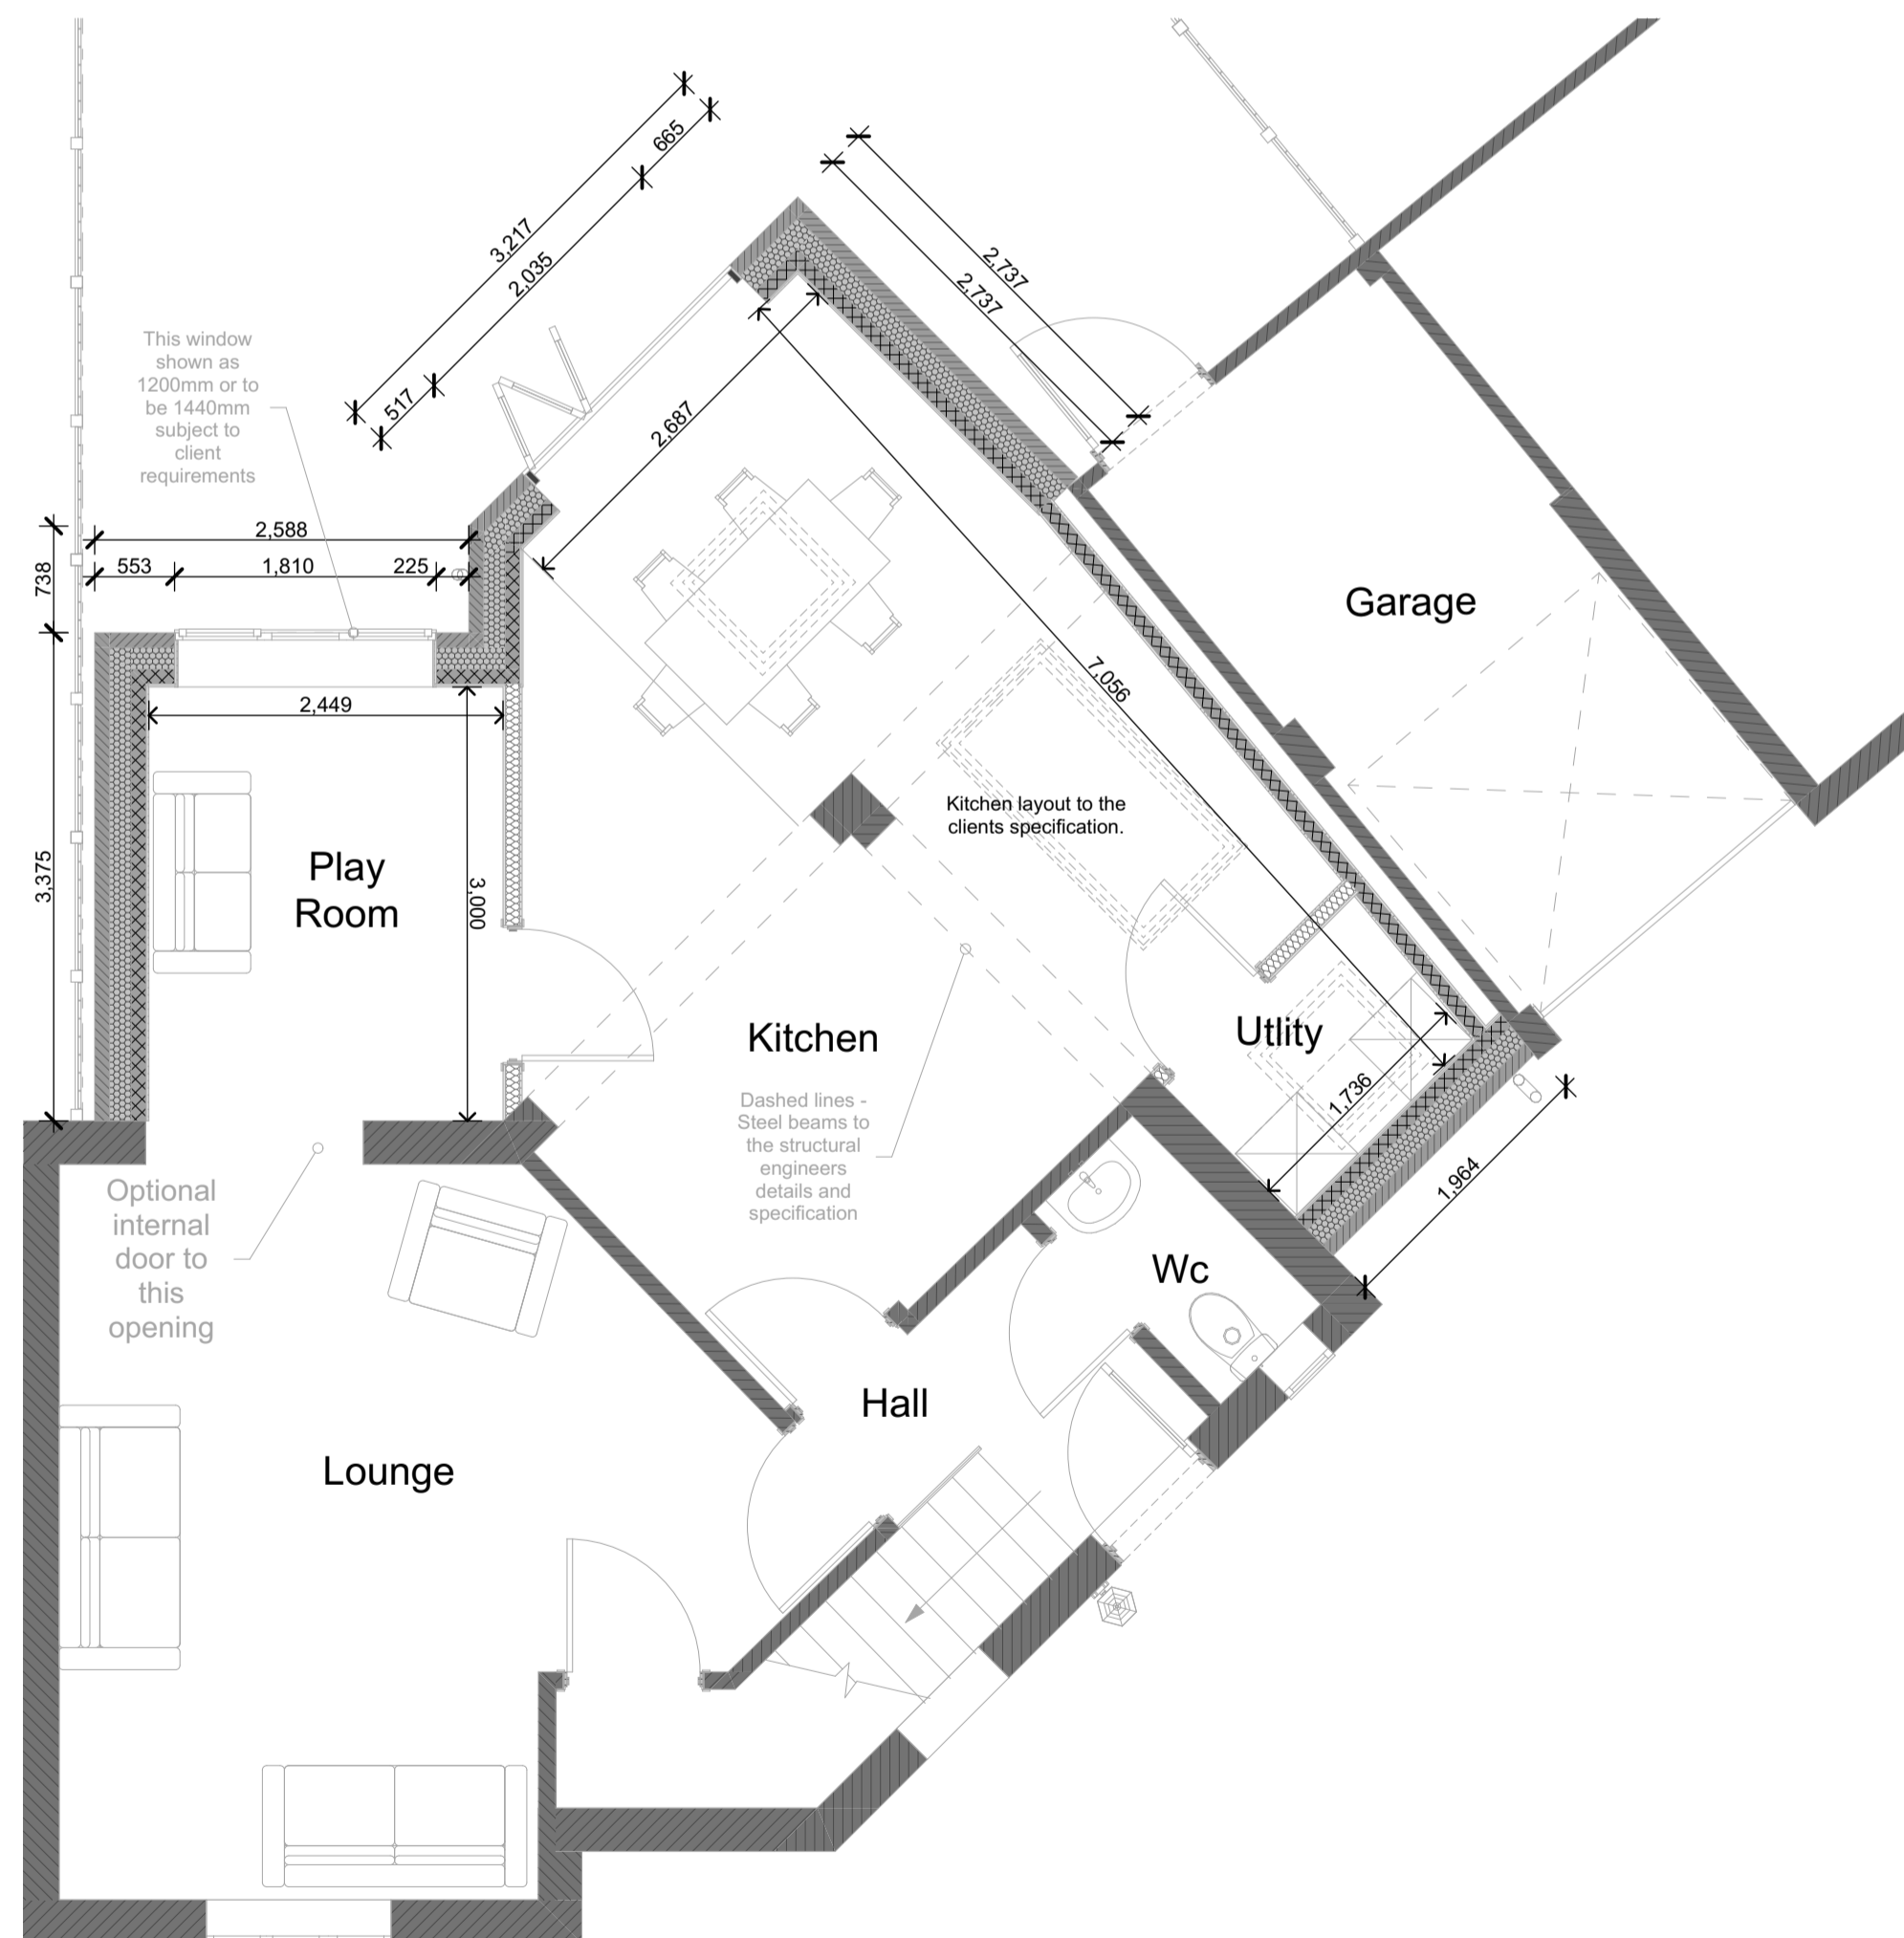 665
3,217
2,035
517
2,737
2,737
This window
shown as
1200mm or to
be 1440mm
subject to
client
requirements
2,687
2,588
553
1,810
225
738
Garage
7,056
2,449
Kitchen layout to the
clients specification.
Play
Room
3,375
3,000
Kitchen
Utlity
Dashed lines -
Steel beams to
the structural
engineers
details and
specification
1,736
1,964
Optional
internal
door to
this
opening
Wc
Hall
Lounge